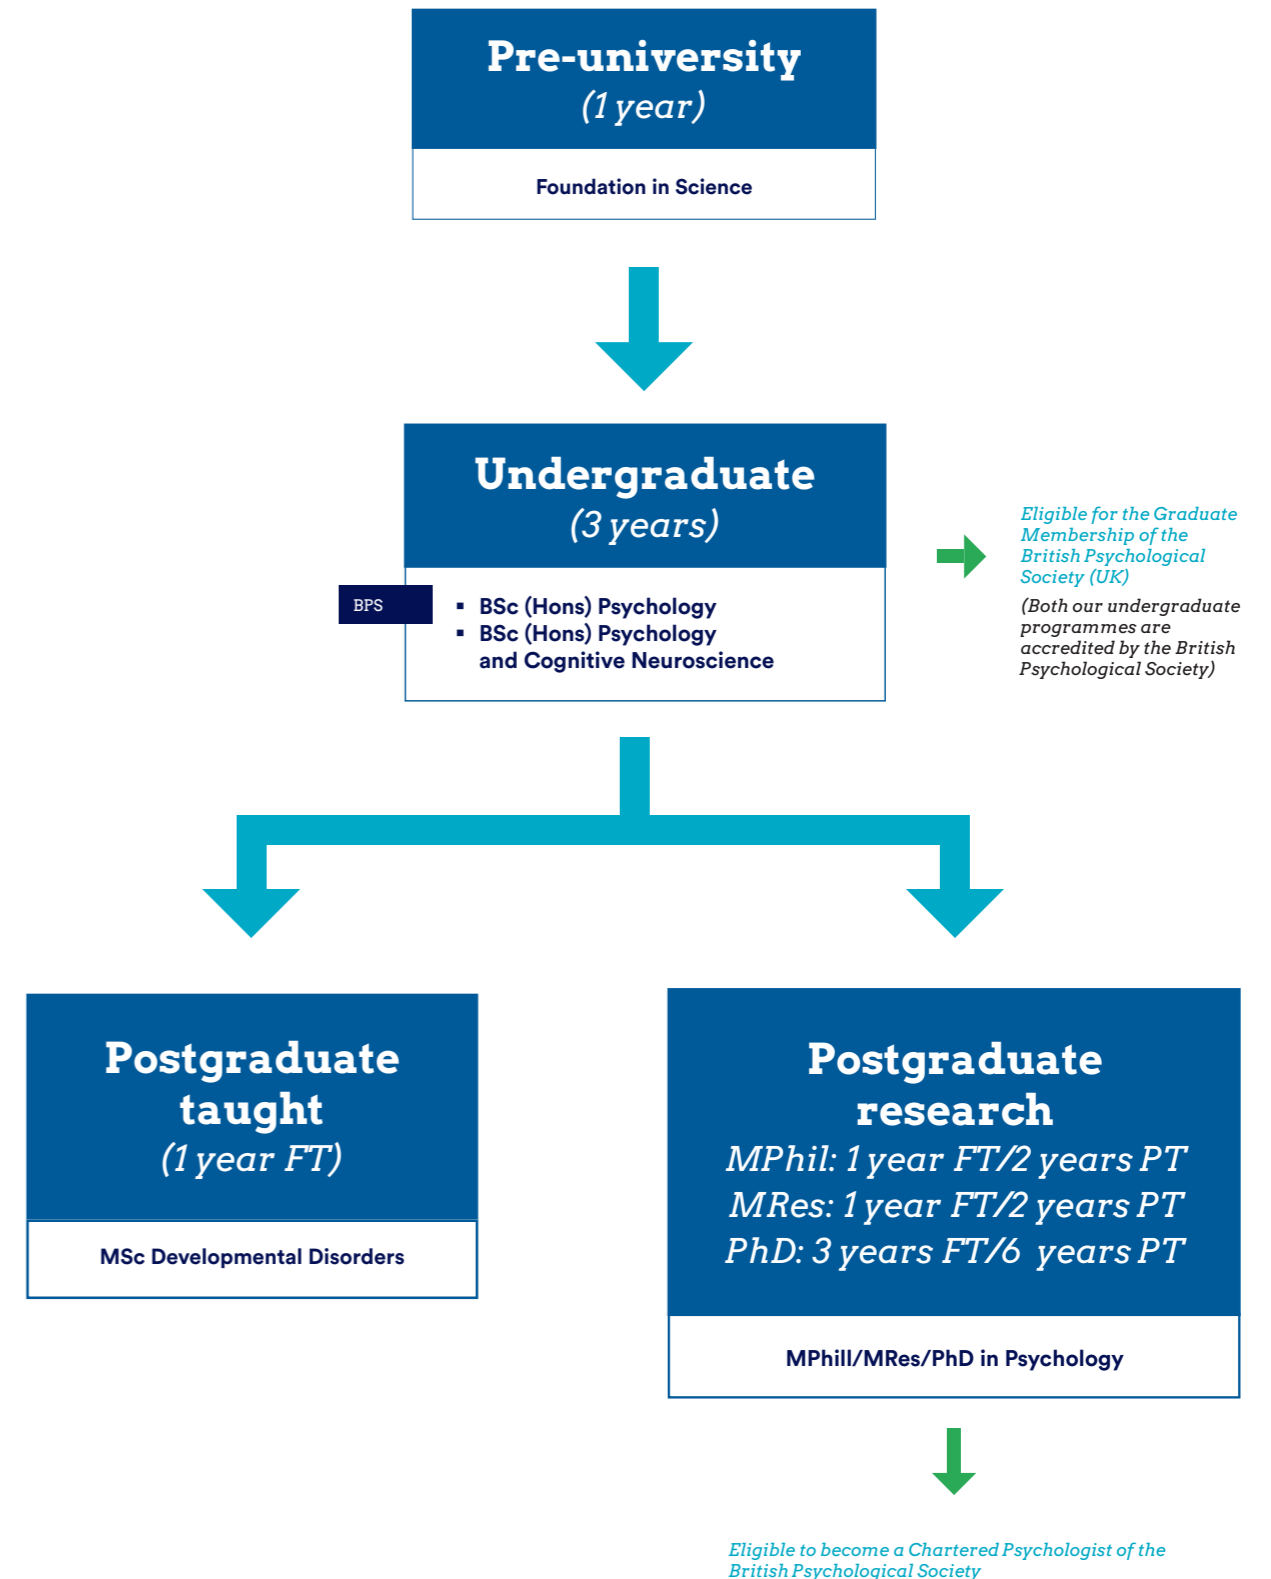 Pre-university
(1 year)
Foundation in Science
Undergraduate
(3 years)
BPS
▪ BSc (Hons) Psychology
▪ BSc (Hons) Psychology
and Cognitive Neuroscience
Eligible for the Graduate
Membership of the
British Psychological
Society (UK)
(Both our undergraduate
programmes are
accredited by the British
Psychological Society)
Postgraduate
taught
(1 year FT)
MSc Developmental Disorders
Postgraduate
research
MPhil: 1 year FT/2 years PT
MRes: 1 year FT/2 years PT
PhD: 3 years FT/6 years PT
MPhill/MRes/PhD in Psychology
Eligible to become a Chartered Psychologist of the
British Psychological Society